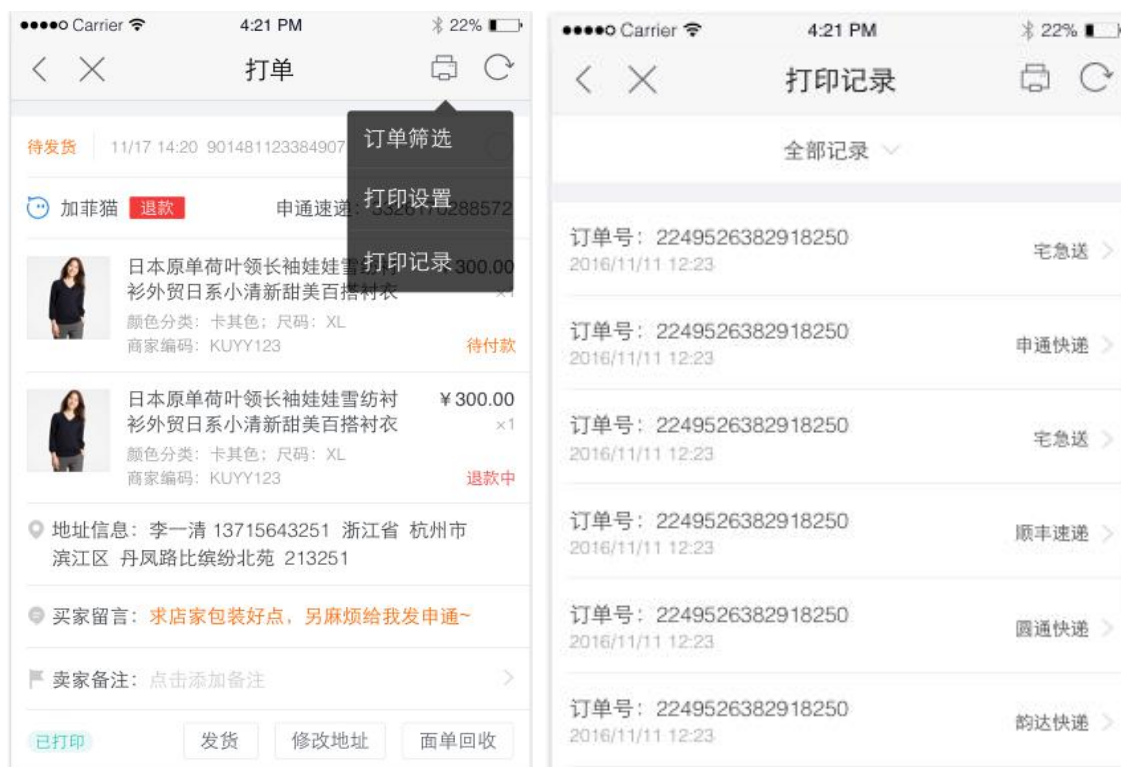 Carrier 4:21 PM 22%
打单
待发货 11/17 14:20 901481123384907
订单筛选
加菲猫 退款 申通速递: 3326170288572
打印设置
日本原单荷叶领长袖娃娃雪纺衬 300.00
打印记录
衫外贸日系小清新甜美百搭衬衣 ×1
颜色分类: 卡其色; 尺码: XL
商家编码: KUYY123 待付款
日本原单荷叶领长袖娃娃雪纺衬 ¥300.00
衫外贸日系小清新甜美百搭衬衣 ×1
颜色分类: 卡其色; 尺码: XL
商家编码: KUYY123 退款中
地址信息: 李一清 13715643251 浙江省 杭州市
滨江区 丹凤路比缤纷北苑 213251
买家留言: 求店家包装好点, 另麻烦给我发申通~
卖家备注: 点击添加备注
已打印 发货 修改地址 面单回收
Carrier 4:21 PM 22%
打印记录
全部记录
订单号: 2249526382918250 宅急送
2016/11/11 12:23
订单号: 2249526382918250 申通快递
2016/11/11 12:23
订单号: 2249526382918250 宅急送
2016/11/11 12:23
订单号: 2249526382918250 顺丰速递
2016/11/11 12:23
订单号: 2249526382918250 圆通快递
2016/11/11 12:23
订单号: 2249526382918250 韵达快递
2016/11/11 12:23